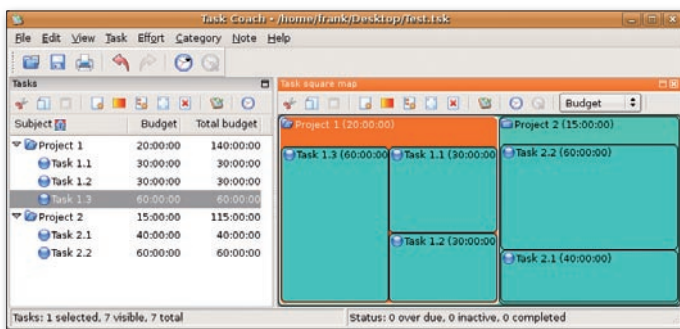 Task Coach - /home/frank/Desktop/Test.tsk
File Edit View Task Effort Category Note Help
Tasks
Task square map
Budget
Subject Budget Total budget
Project 1 20:00:00 140:00:00
Task 1.1 30:00:00 30:00:00
Task 1.2 30:00:00 30:00:00
Task 1.3 60:00:00 60:00:00
Project 2 15:00:00 115:00:00
Task 2.1 40:00:00 40:00:00
Task 2.2 60:00:00 60:00:00
Project 1 (20:00:00)
Task 1.3 (60:00:00
Task 1.1 (30:00:00
Task 1.2 (30:00:00
Project 2 (15:00:00)
Task 2.2 (60:00:00)
Task 2.1 (40:00:00)
Tasks: 1 selected, 7 visible, 7 total
Status: 0 over due, 0 inactive, 0 completed